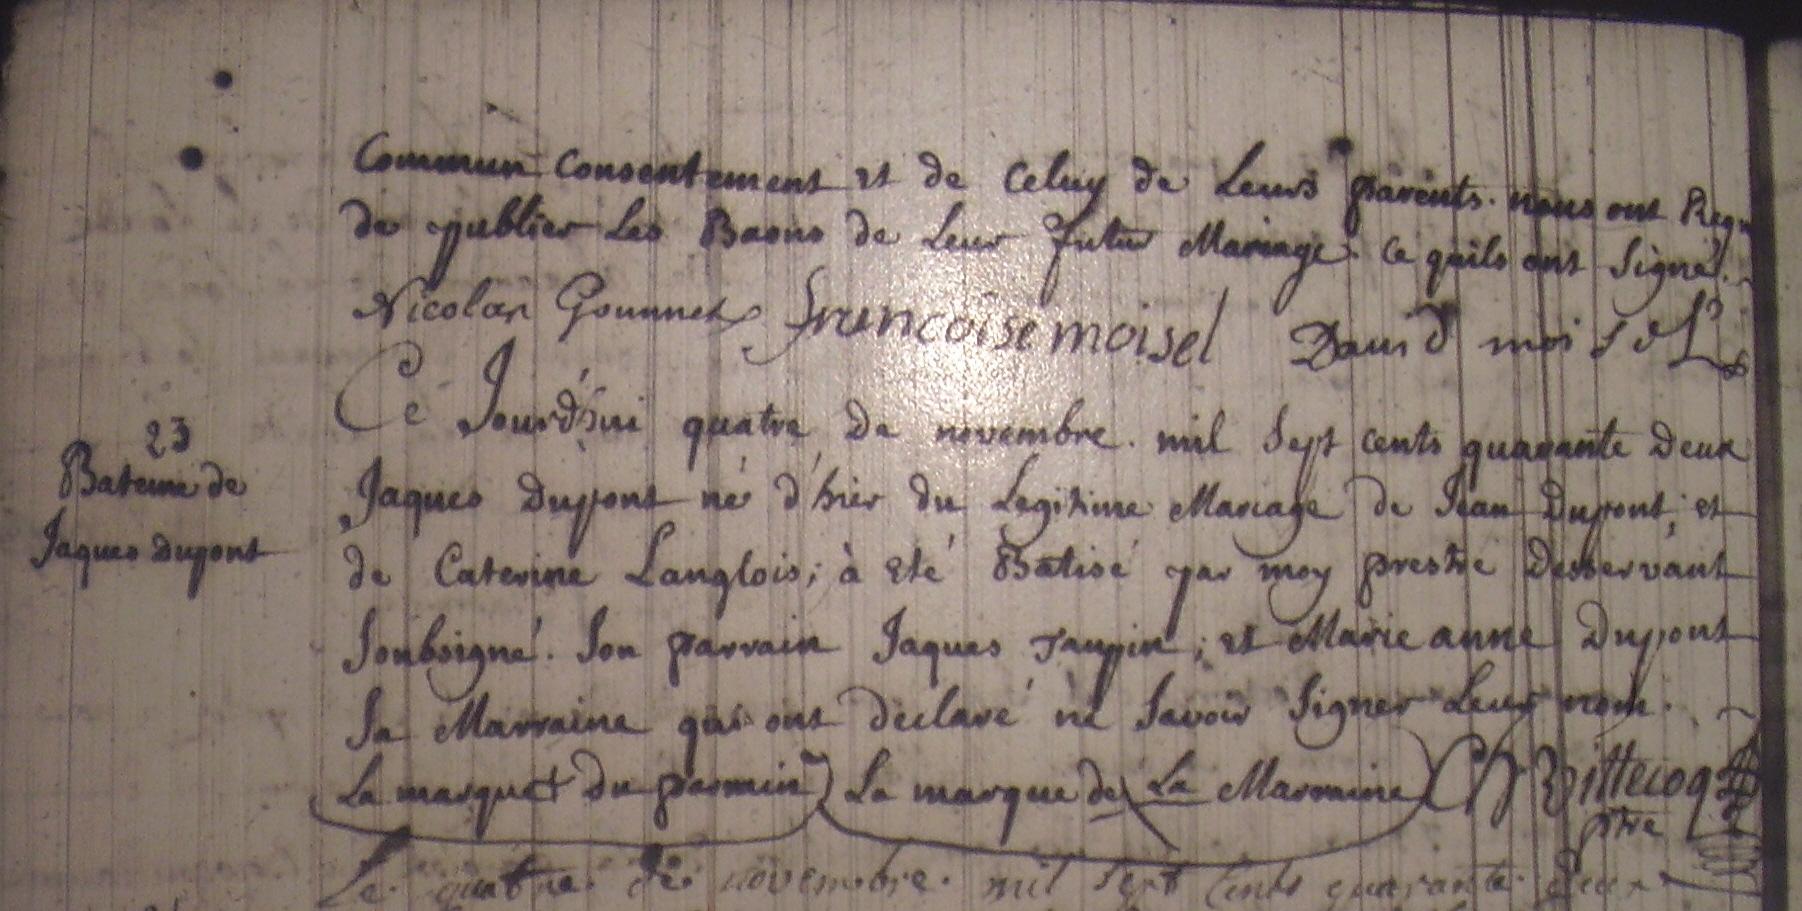 Commun consentement et de celuy de Leurs parents. nous ont Requ
de publier Les Bans de Leur futur Mariage. ce quils ont Signé.
Nicolas Gounnet francoise moisel David moi
Ce Jourd'hui quatre de novembre. mil Sept cents quarante Deux
23
Bateme de
Jaques Dupont
Jaques Dupont né d'hier du Legitime Mariage de Jean Dupont; et
de Caterine Langlois; à été Batisé par moy prestre Desservant
Soubsigné. Son parrain Jaques Taupin; et Marie anne Dupont
Sa Marraine qui ont declaré ne Savoir Signer Leur nom.
La marque + Du parrain La marque de La Marraine Vittecoq
ptre
Le quatre de novembre. mil sept Cents quarante deux